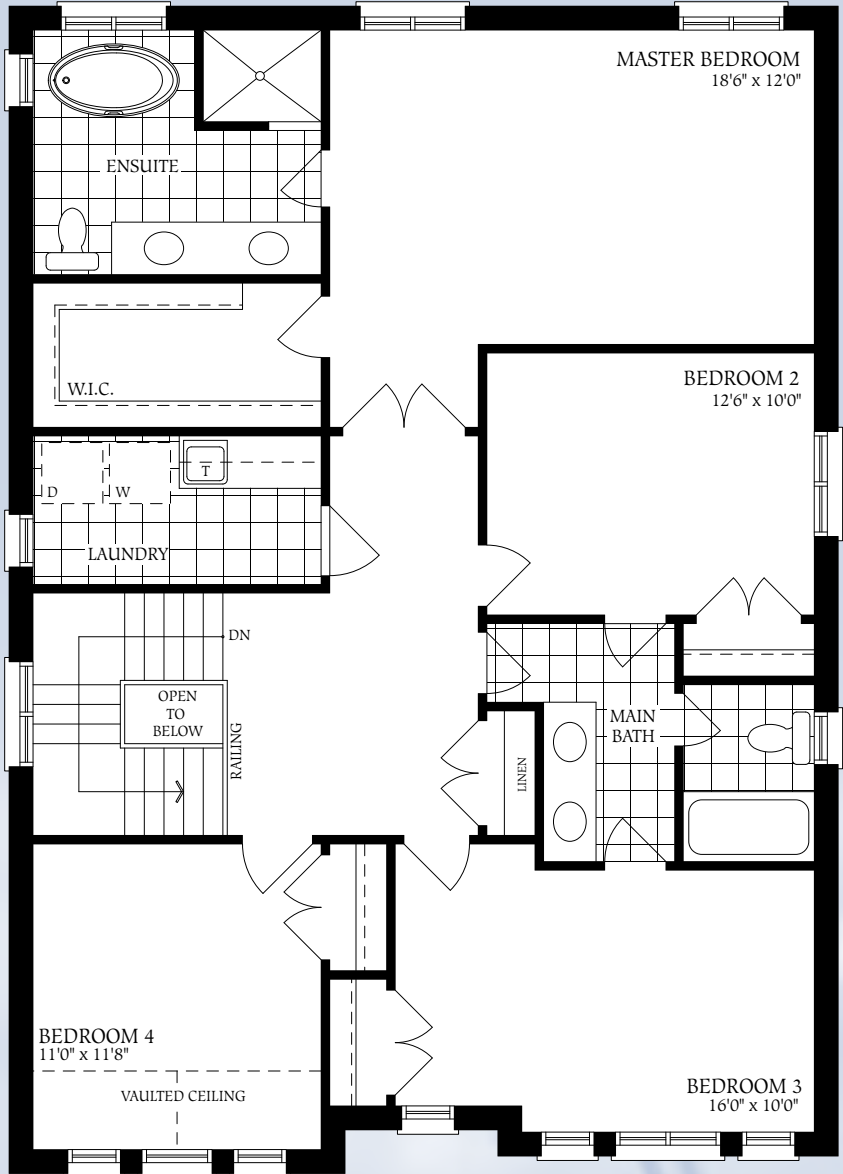 MASTER BEDROOM
18'6" x 12'0"
ENSUITE
W.I.C.
BEDROOM 2
12'6" x 10'0"
D
W
T
LAUNDRY
DN
OPEN
TO
BELOW
RAILING
MAIN
BATH
LINEN
BEDROOM 4
11'0" x 11'8"
VAULTED CEILING
BEDROOM 3
16'0" x 10'0"